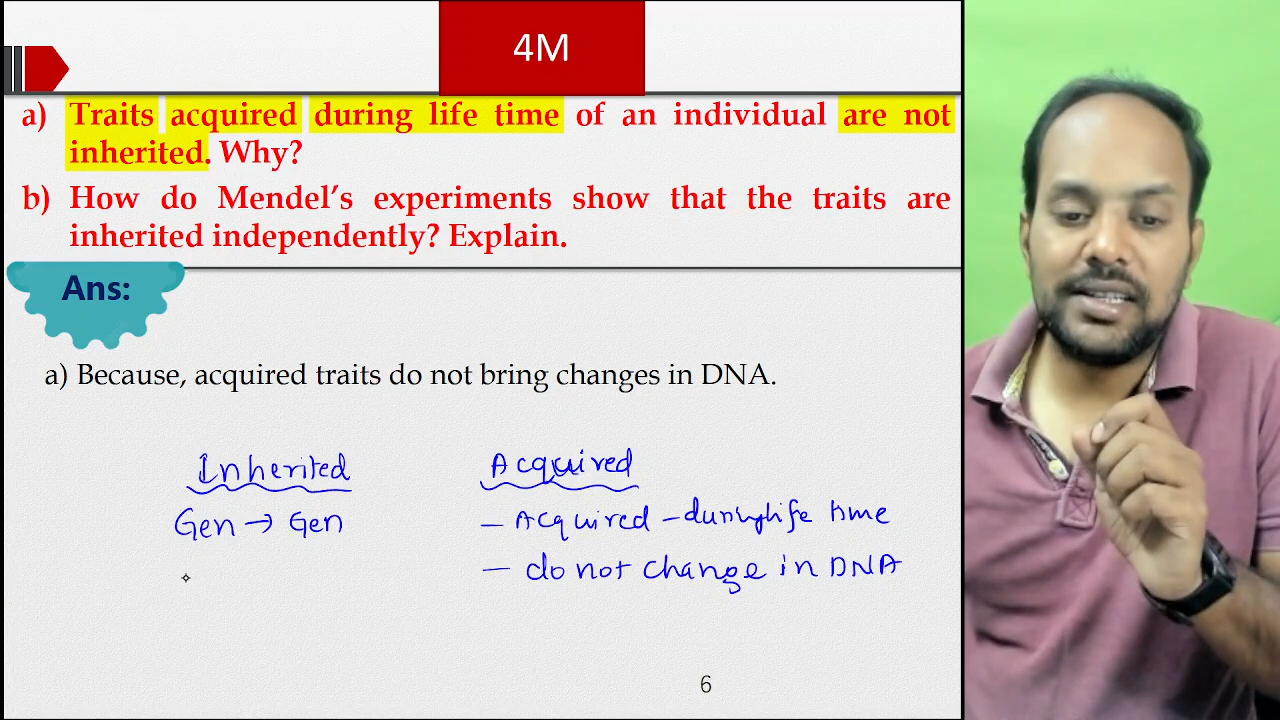 4M
a) Traits acquired during life time of an individual are not
inherited. Why?
b) How do Mendel’s experiments show that the traits are
inherited independently? Explain.
Ans:
a) Because, acquired traits do not bring changes in DNA.
Inherited
Gen → Gen
Acquired
– Acquired – during life time
– do not change in DNA
6